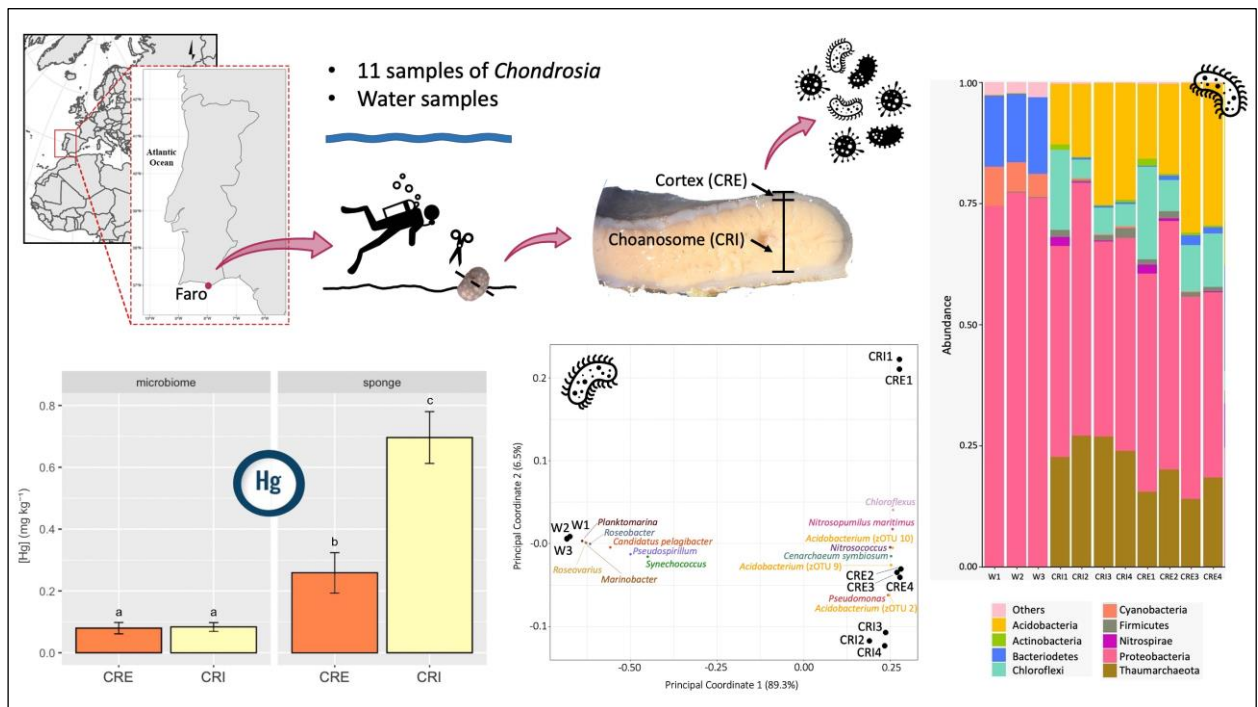 • 11 samples of Chondrosia
• Water samples
Atlantic
Ocean
Faro
Cortex (CRE)
Choanosome (CRI)
microbiome
sponge
[Hg] (mg kg⁻¹)
0.8
0.6
0.4
0.2
0.0
a
a
b
c
Hg
CRE
CRI
CRE
CRI
Principal Coordinate 2 (6.5%)
0.2
0.1
-0.0
-0.1
CRI1
CRE1
Chloroflexus
Nitrosopumilus maritimus
Acidobacterium (zOTU 10)
Nitrosococcus
Cenarchaeum symbiosum
Acidobacterium (zOTU 9)
CRE2
CRE3
CRE4
Pseudomonas
Acidobacterium (zOTU 2)
CRI3
CRI2
CRI4
W2
W1
W3
Planktomarina
Roseobacter
Candidatus pelagibacter
Pseudospirillum
Synechococcus
Roseovarius
Marinobacter
-0.50
-0.25
0.00
0.25
Principal Coordinate 1 (89.3%)
Abundance
1.00
0.75
0.50
0.25
0.00
W1
W2
W3
CRI1
CRI2
CRI3
CRI4
CRE1
CRE2
CRE3
CRE4
Others
Acidobacteria
Actinobacteria
Bacteriodetes
Chloroflexi
Cyanobacteria
Firmicutes
Nitrospirae
Proteobacteria
Thaumarchaeota